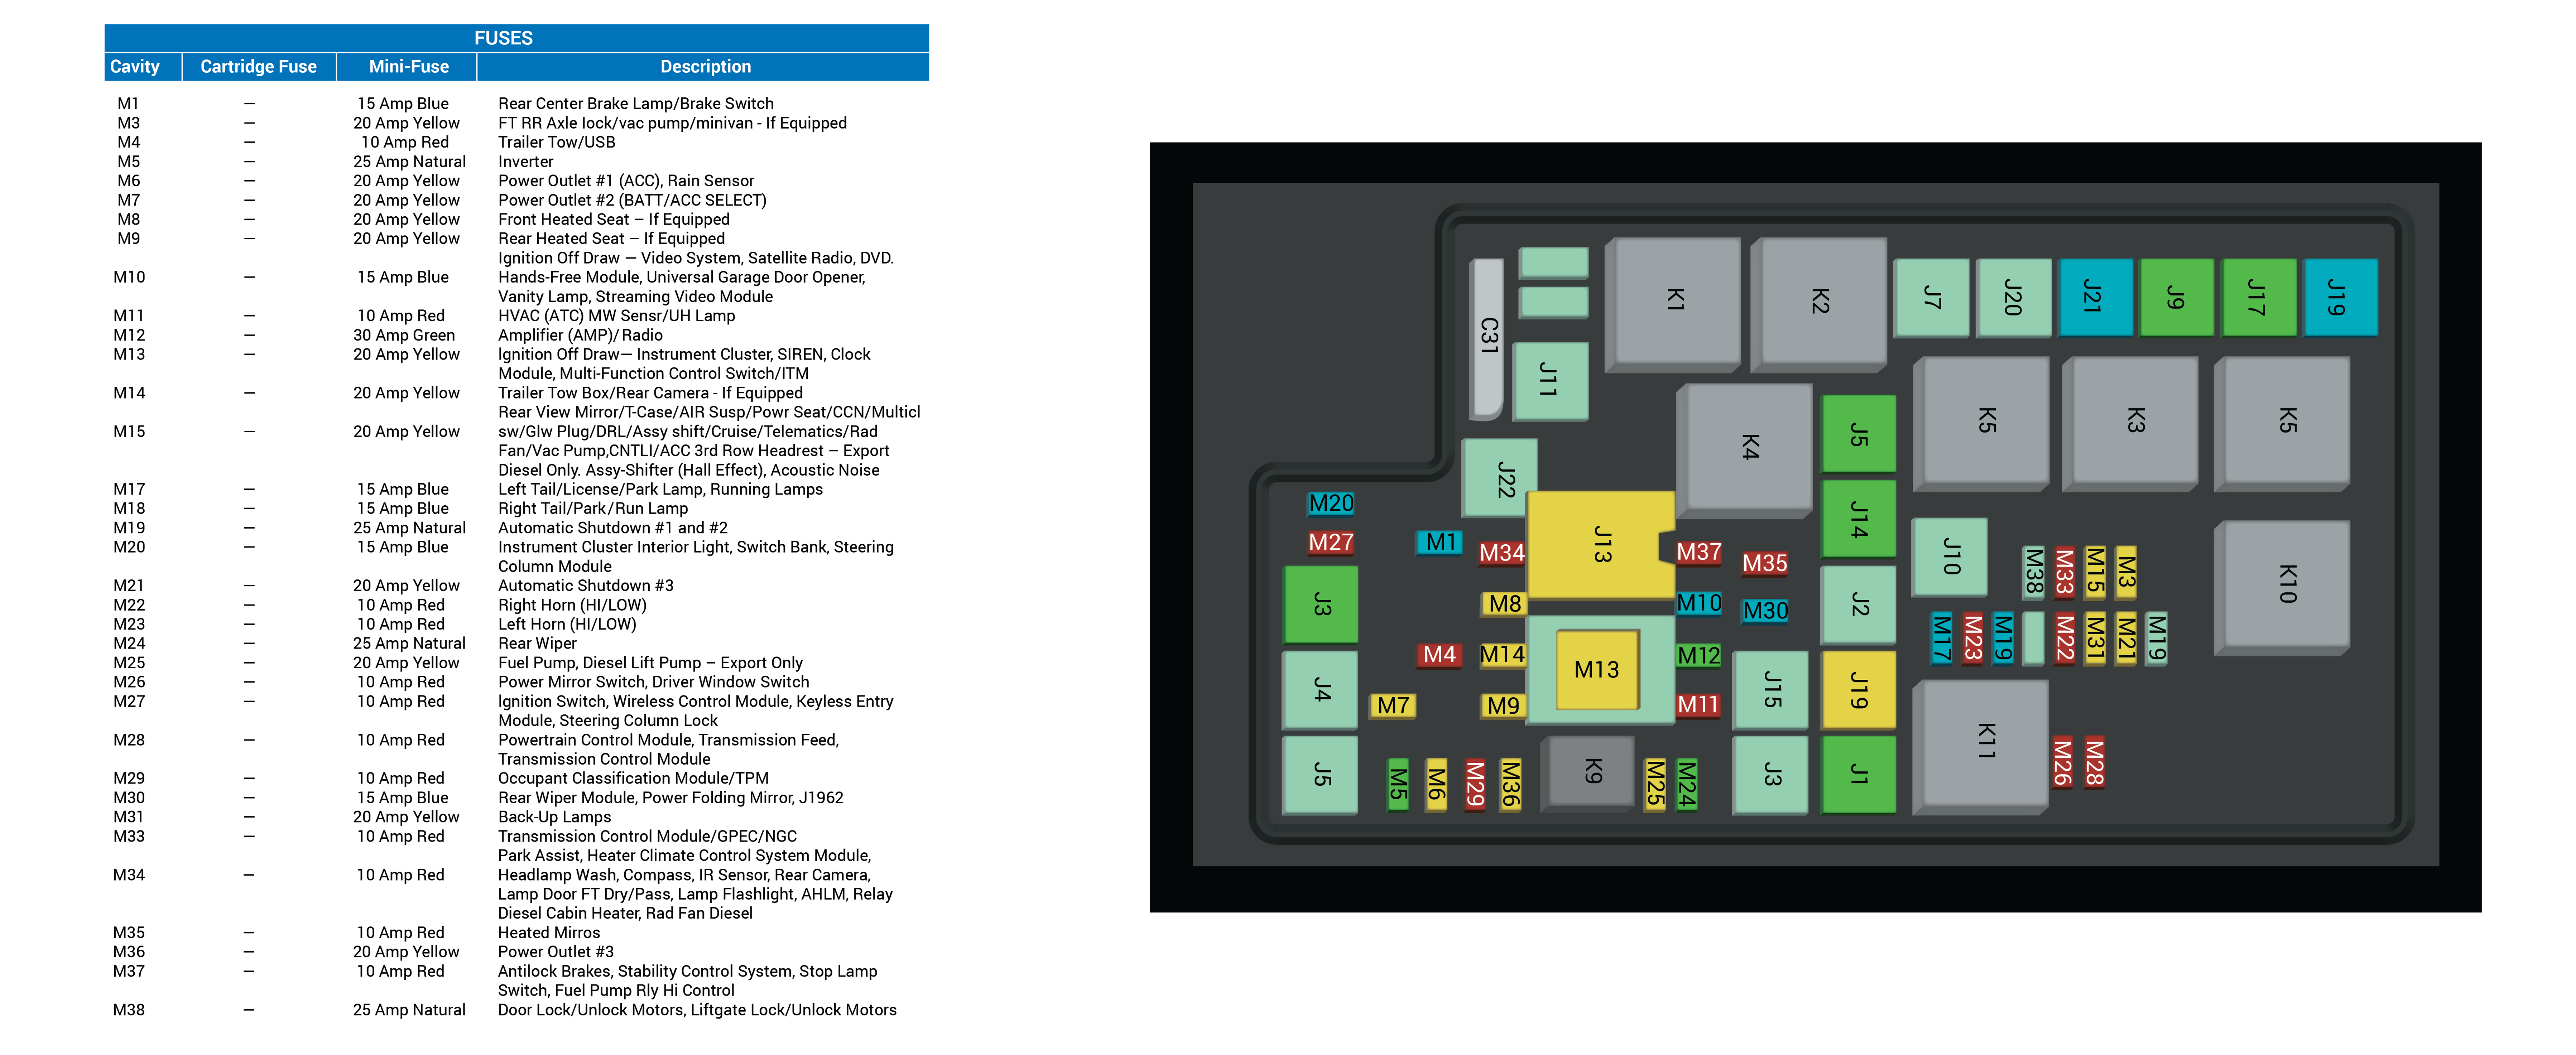 FUSES
Cavity Cartridge Fuse Mini-Fuse Description
M1 — 15 Amp Blue Rear Center Brake Lamp/Brake Switch
M3 — 20 Amp Yellow FT RR Axle lock/vac pump/minivan - If Equipped
M4 — 10 Amp Red Trailer Tow/USB
M5 — 25 Amp Natural Inverter
M6 — 20 Amp Yellow Power Outlet #1 (ACC), Rain Sensor
M7 — 20 Amp Yellow Power Outlet #2 (BATT/ACC SELECT)
M8 — 20 Amp Yellow Front Heated Seat – If Equipped
M9 — 20 Amp Yellow Rear Heated Seat – If Equipped
Ignition Off Draw — Video System, Satellite Radio, DVD.
M10 — 15 Amp Blue Hands-Free Module, Universal Garage Door Opener,
Vanity Lamp, Streaming Video Module
M11 — 10 Amp Red HVAC (ATC) MW Sensr/UH Lamp
M12 — 30 Amp Green Amplifier (AMP)/Radio
M13 — 20 Amp Yellow Ignition Off Draw— Instrument Cluster, SIREN, Clock
Module, Multi-Function Control Switch/ITM
M14 — 20 Amp Yellow Trailer Tow Box/Rear Camera - If Equipped
Rear View Mirror/T-Case/AIR Susp/Powr Seat/CCN/Multicl
M15 — 20 Amp Yellow sw/Glw Plug/DRL/Assy shift/Cruise/Telematics/Rad
Fan/Vac Pump,CNTLI/ACC 3rd Row Headrest – Export
Diesel Only. Assy-Shifter (Hall Effect), Acoustic Noise
M17 — 15 Amp Blue Left Tail/License/Park Lamp, Running Lamps
M18 — 15 Amp Blue Right Tail/Park/Run Lamp
M19 — 25 Amp Natural Automatic Shutdown #1 and #2
M20 — 15 Amp Blue Instrument Cluster Interior Light, Switch Bank, Steering
Column Module
M21 — 20 Amp Yellow Automatic Shutdown #3
M22 — 10 Amp Red Right Horn (HI/LOW)
M23 — 10 Amp Red Left Horn (HI/LOW)
M24 — 25 Amp Natural Rear Wiper
M25 — 20 Amp Yellow Fuel Pump, Diesel Lift Pump – Export Only
M26 — 10 Amp Red Power Mirror Switch, Driver Window Switch
M27 — 10 Amp Red Ignition Switch, Wireless Control Module, Keyless Entry
Module, Steering Column Lock
M28 — 10 Amp Red Powertrain Control Module, Transmission Feed,
Transmission Control Module
M29 — 10 Amp Red Occupant Classification Module/TPM
M30 — 15 Amp Blue Rear Wiper Module, Power Folding Mirror, J1962
M31 — 20 Amp Yellow Back-Up Lamps
M33 — 10 Amp Red Transmission Control Module/GPEC/NGC
Park Assist, Heater Climate Control System Module,
M34 — 10 Amp Red Headlamp Wash, Compass, IR Sensor, Rear Camera,
Lamp Door FT Dry/Pass, Lamp Flashlight, AHLM, Relay
Diesel Cabin Heater, Rad Fan Diesel
M35 — 10 Amp Red Heated Mirros
M36 — 20 Amp Yellow Power Outlet #3
M37 — 10 Amp Red Antilock Brakes, Stability Control System, Stop Lamp
Switch, Fuel Pump Rly Hi Control
M38 — 25 Amp Natural Door Lock/Unlock Motors, Liftgate Lock/Unlock Motors
C31
K1
K2
J7
J20
J21
J9
J17
J19
J11
K4
J5
K5
K3
K5
J22
M20
M27
M1
M34
J13
M37
M35
J14
J10
M38
M33
M15
M3
K10
J3
M8
M10
M30
J2
M17
M23
M19
M22
M31
M21
M19
M4
M14
M13
M12
J4
M7
M9
M11
J15
J19
K11
J5
M5
M6
M29
M36
K9
M25
M24
J3
J1
M26
M28